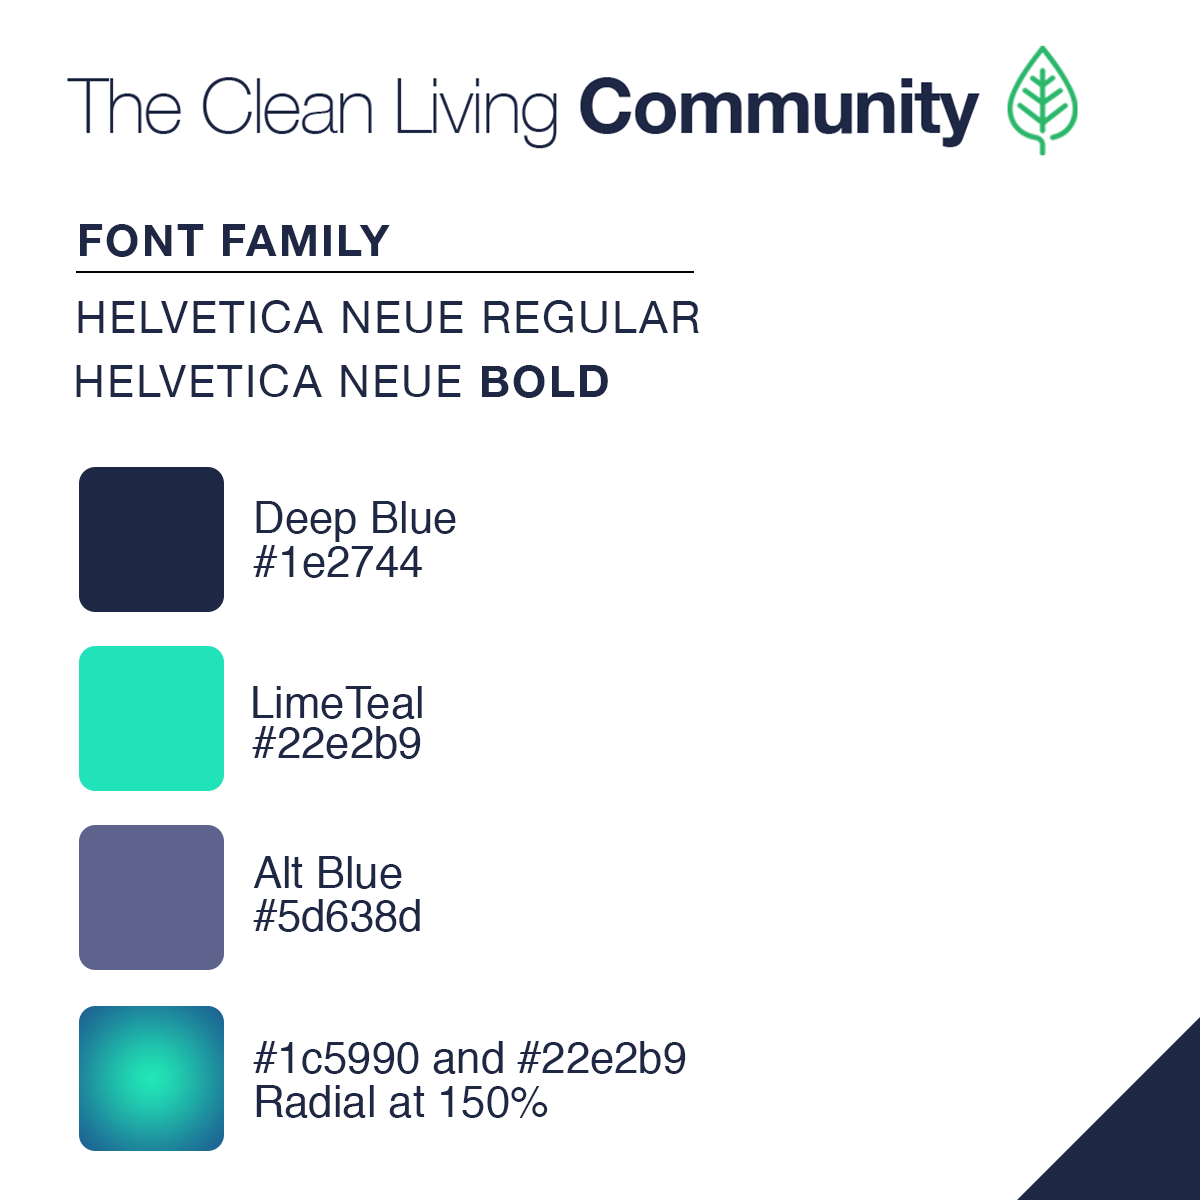 The Clean Living Community
FONT FAMILY
HELVETICA NEUE REGULAR
HELVETICA NEUE BOLD
Deep Blue
#1e2744
LimeTeal
#22e2b9
Alt Blue
#5d638d
#1c5990 and #22e2b9
Radial at 150%